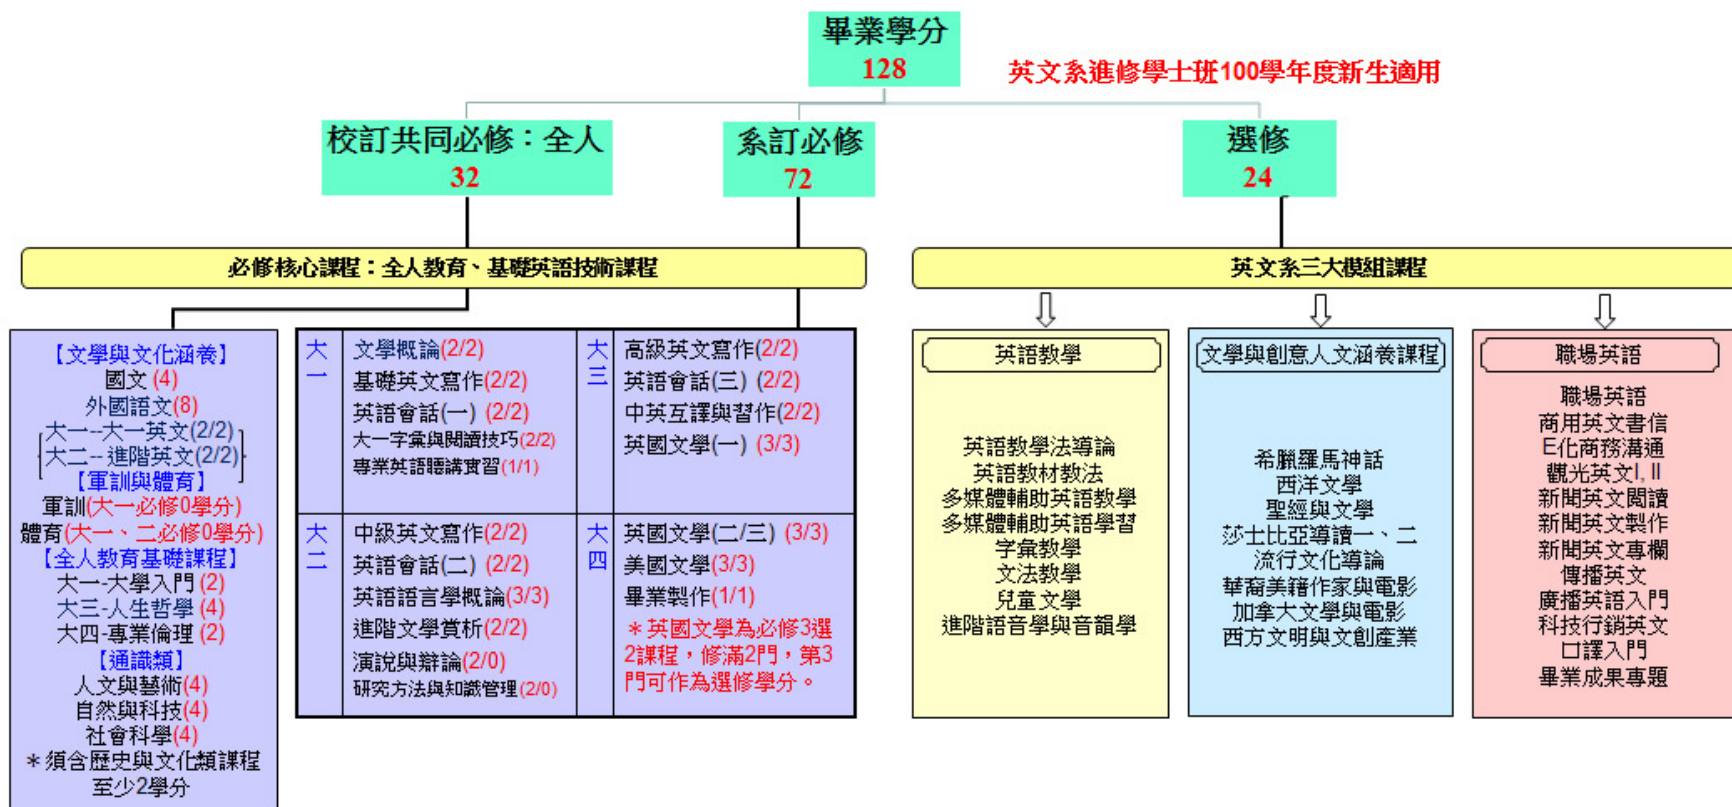 畢業學分
128
英文系進修學士班100學年度新生適用
校訂共同必修：全人
32
系訂必修
72
選修
24
必修核心課程：全人教育、基礎英語技術課程
英文系三大模組課程
【文學與文化涵養】
國文(4)
外國語文(8)
大一--大一英文(2/2)
大二--進階英文(2/2)
【軍訓與體育】
軍訓(大一必修0學分)
體育(大一、二必修0學分)
【全人教育基礎課程】
大一-大學入門(2)
大三-人生哲學(4)
大四-專業倫理(2)
【通識類】
人文與藝術(4)
自然與科技(4)
社會科學(4)
＊須含歷史與文化類課程
至少2學分
大一
文學概論(2/2)
基礎英文寫作(2/2)
英語會話(一) (2/2)
大一字彙與閱讀技巧(2/2)
專業英語聽講實習(1/1)
大三
高級英文寫作(2/2)
英語會話(三) (2/2)
中英互譯與習作(2/2)
英國文學(一) (3/3)
大二
中級英文寫作(2/2)
英語會話(二) (2/2)
英語語言學概論(3/3)
進階文學賞析(2/2)
演說與辯論(2/0)
研究方法與知識管理(2/0)
大四
英國文學(二/三) (3/3)
美國文學(3/3)
畢業製作(1/1)
＊英國文學為必修3選
2課程，修滿2門，第3
門可作為選修學分。
英語教學
英語教學法導論
英語教材教法
多媒體輔助英語教學
多媒體輔助英語學習
字彙教學
文法教學
兒童文學
進階語音學與音韻學
文學與創意人文涵養課程
希臘羅馬神話
西洋文學
聖經與文學
莎士比亞導讀一、二
流行文化導論
華裔美籍作家與電影
加拿大文學與電影
西方文明與文創產業
職場英語
職場英語
商用英文書信
E化商務溝通
觀光英文I, II
新聞英文閱讀
新聞英文製作
新聞英文專欄
傳播英文
廣播英語入門
科技行銷英文
口譯入門
畢業成果專題